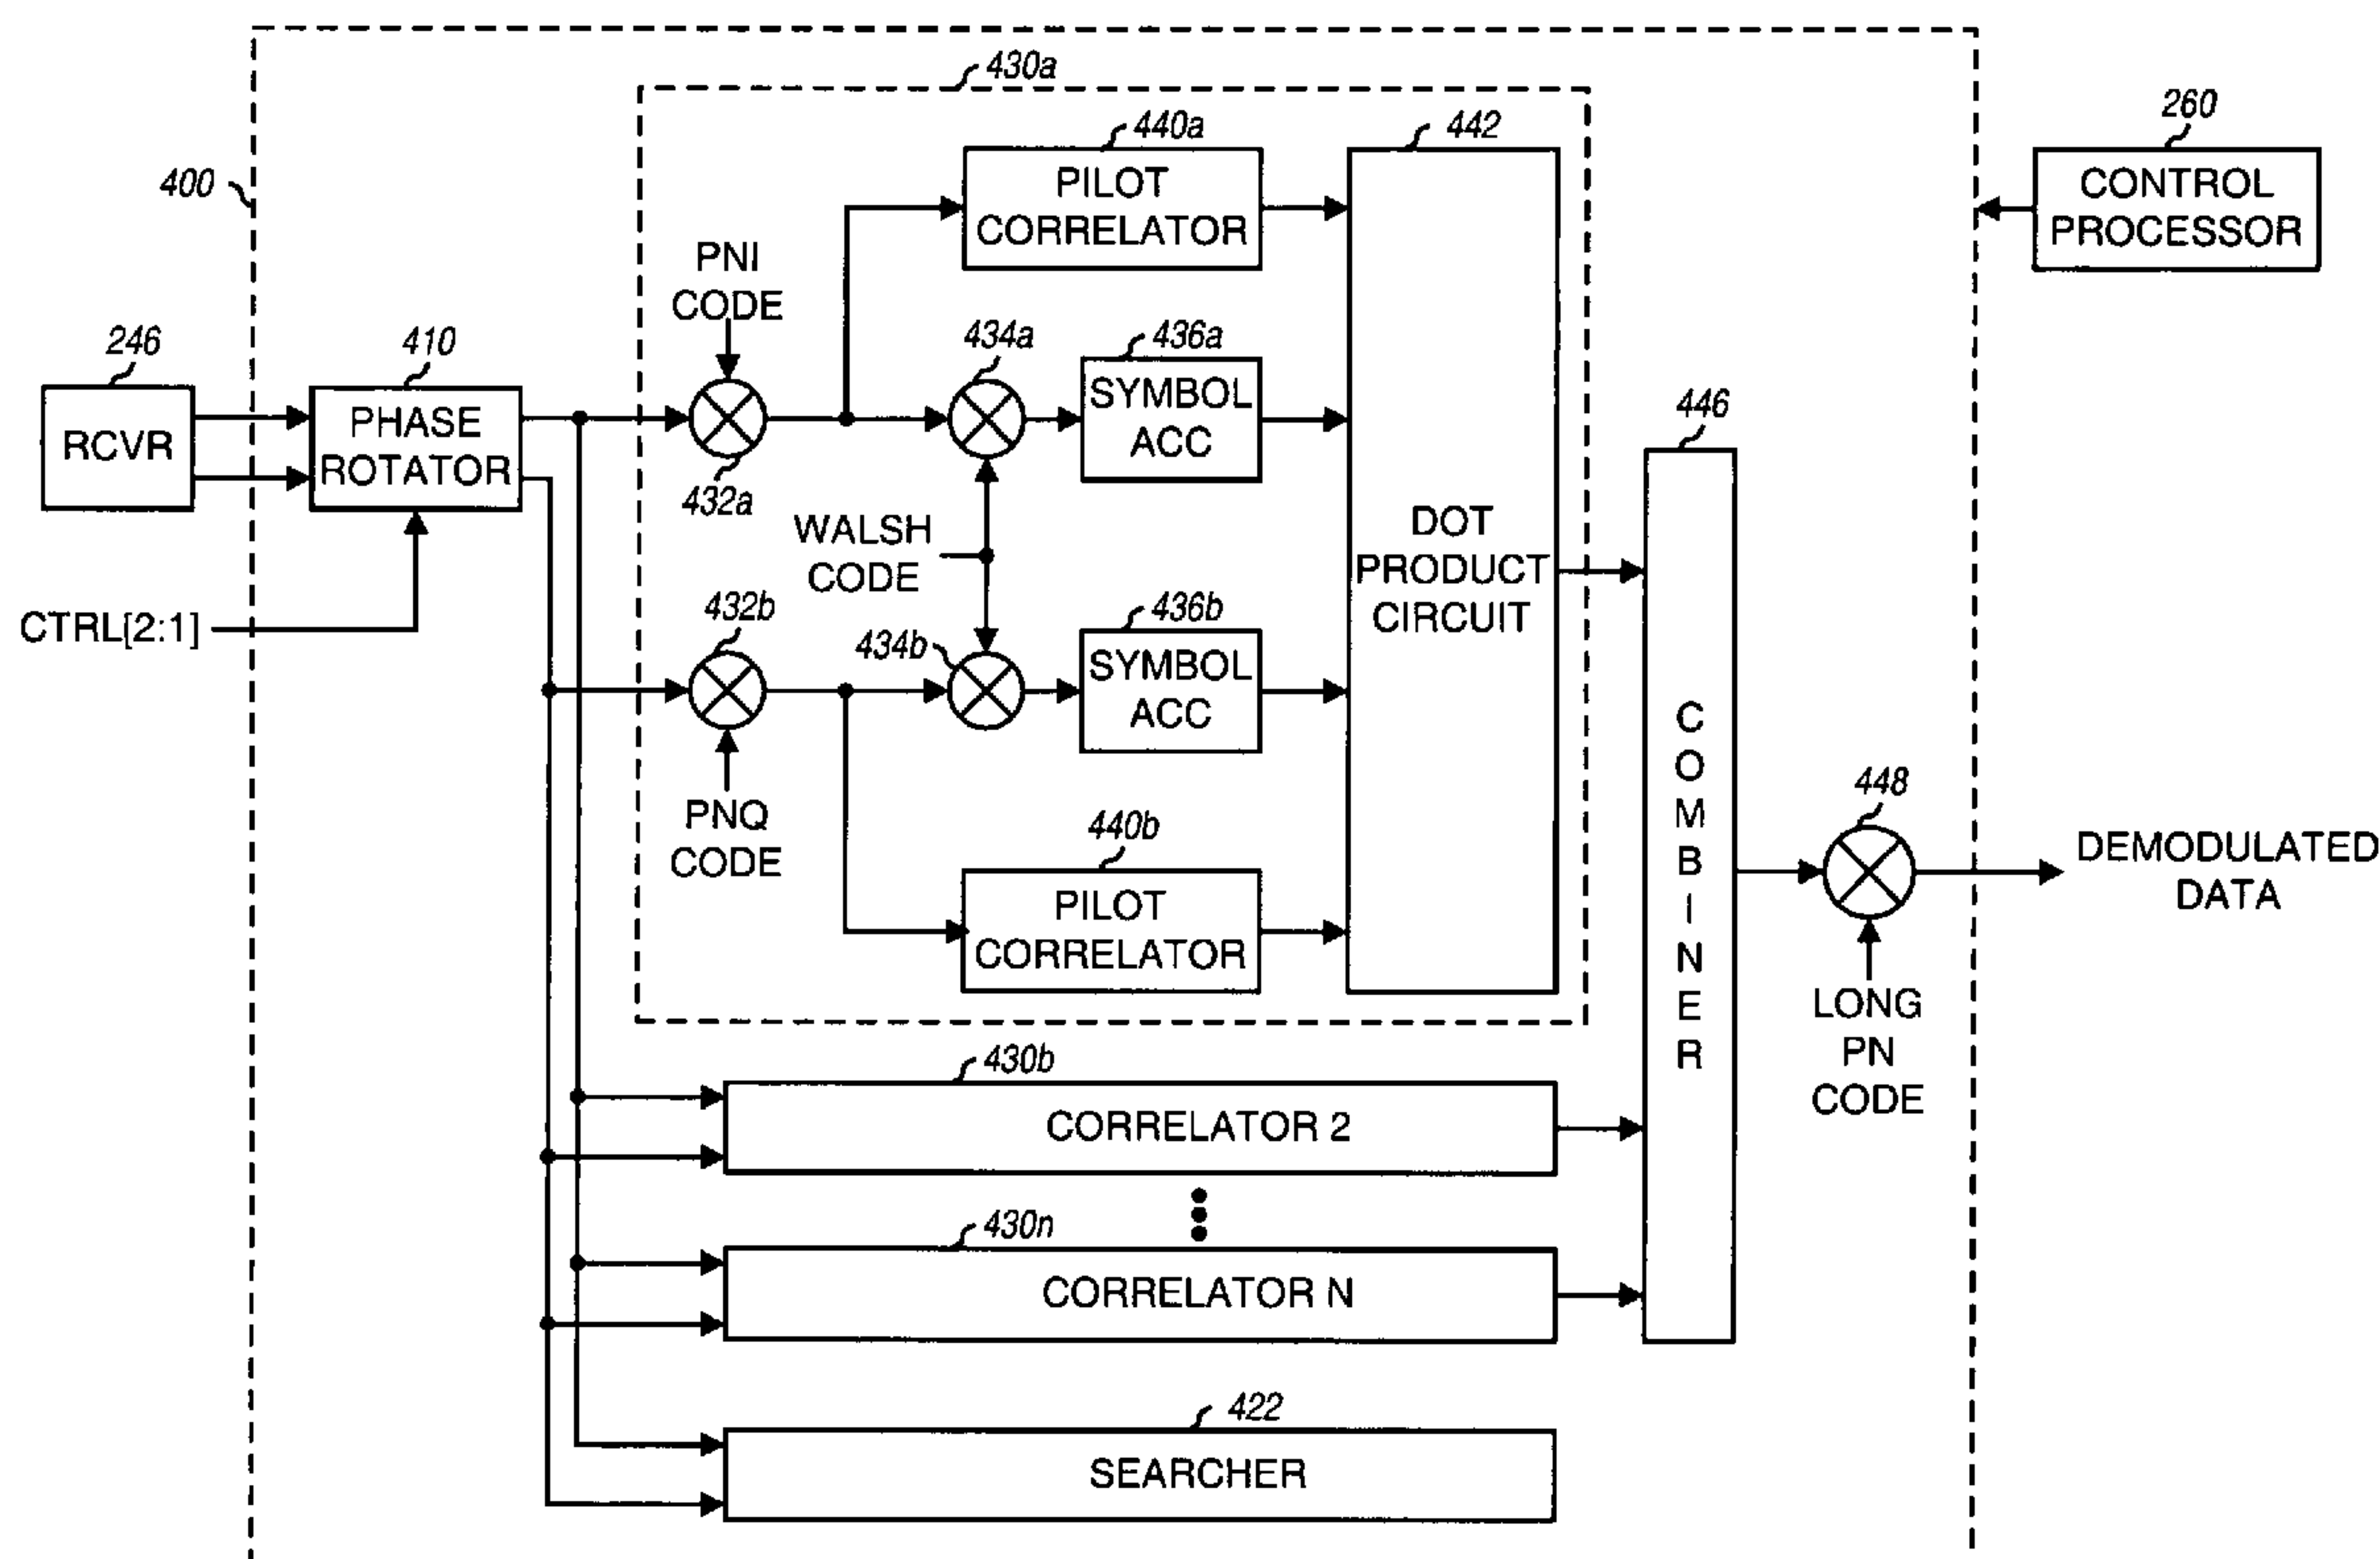 430a
440a
442
260
400
PILOT
CORRELATOR
CONTROL
PROCESSOR
PNI
CODE
246
410
434a
436a
RCVR
PHASE
ROTATOR
SYMBOL
ACC
446
432a
WALSH
CODE
DOT
PRODUCT
CIRCUIT
CTRL[2:1]
432b
434b
436b
SYMBOL
ACC
C
O
M
B
I
N
E
R
PNQ
CODE
440b
448
PILOT
CORRELATOR
DEMODULATED
DATA
LONG
PN
CODE
430b
CORRELATOR 2
430n
CORRELATOR N
422
SEARCHER